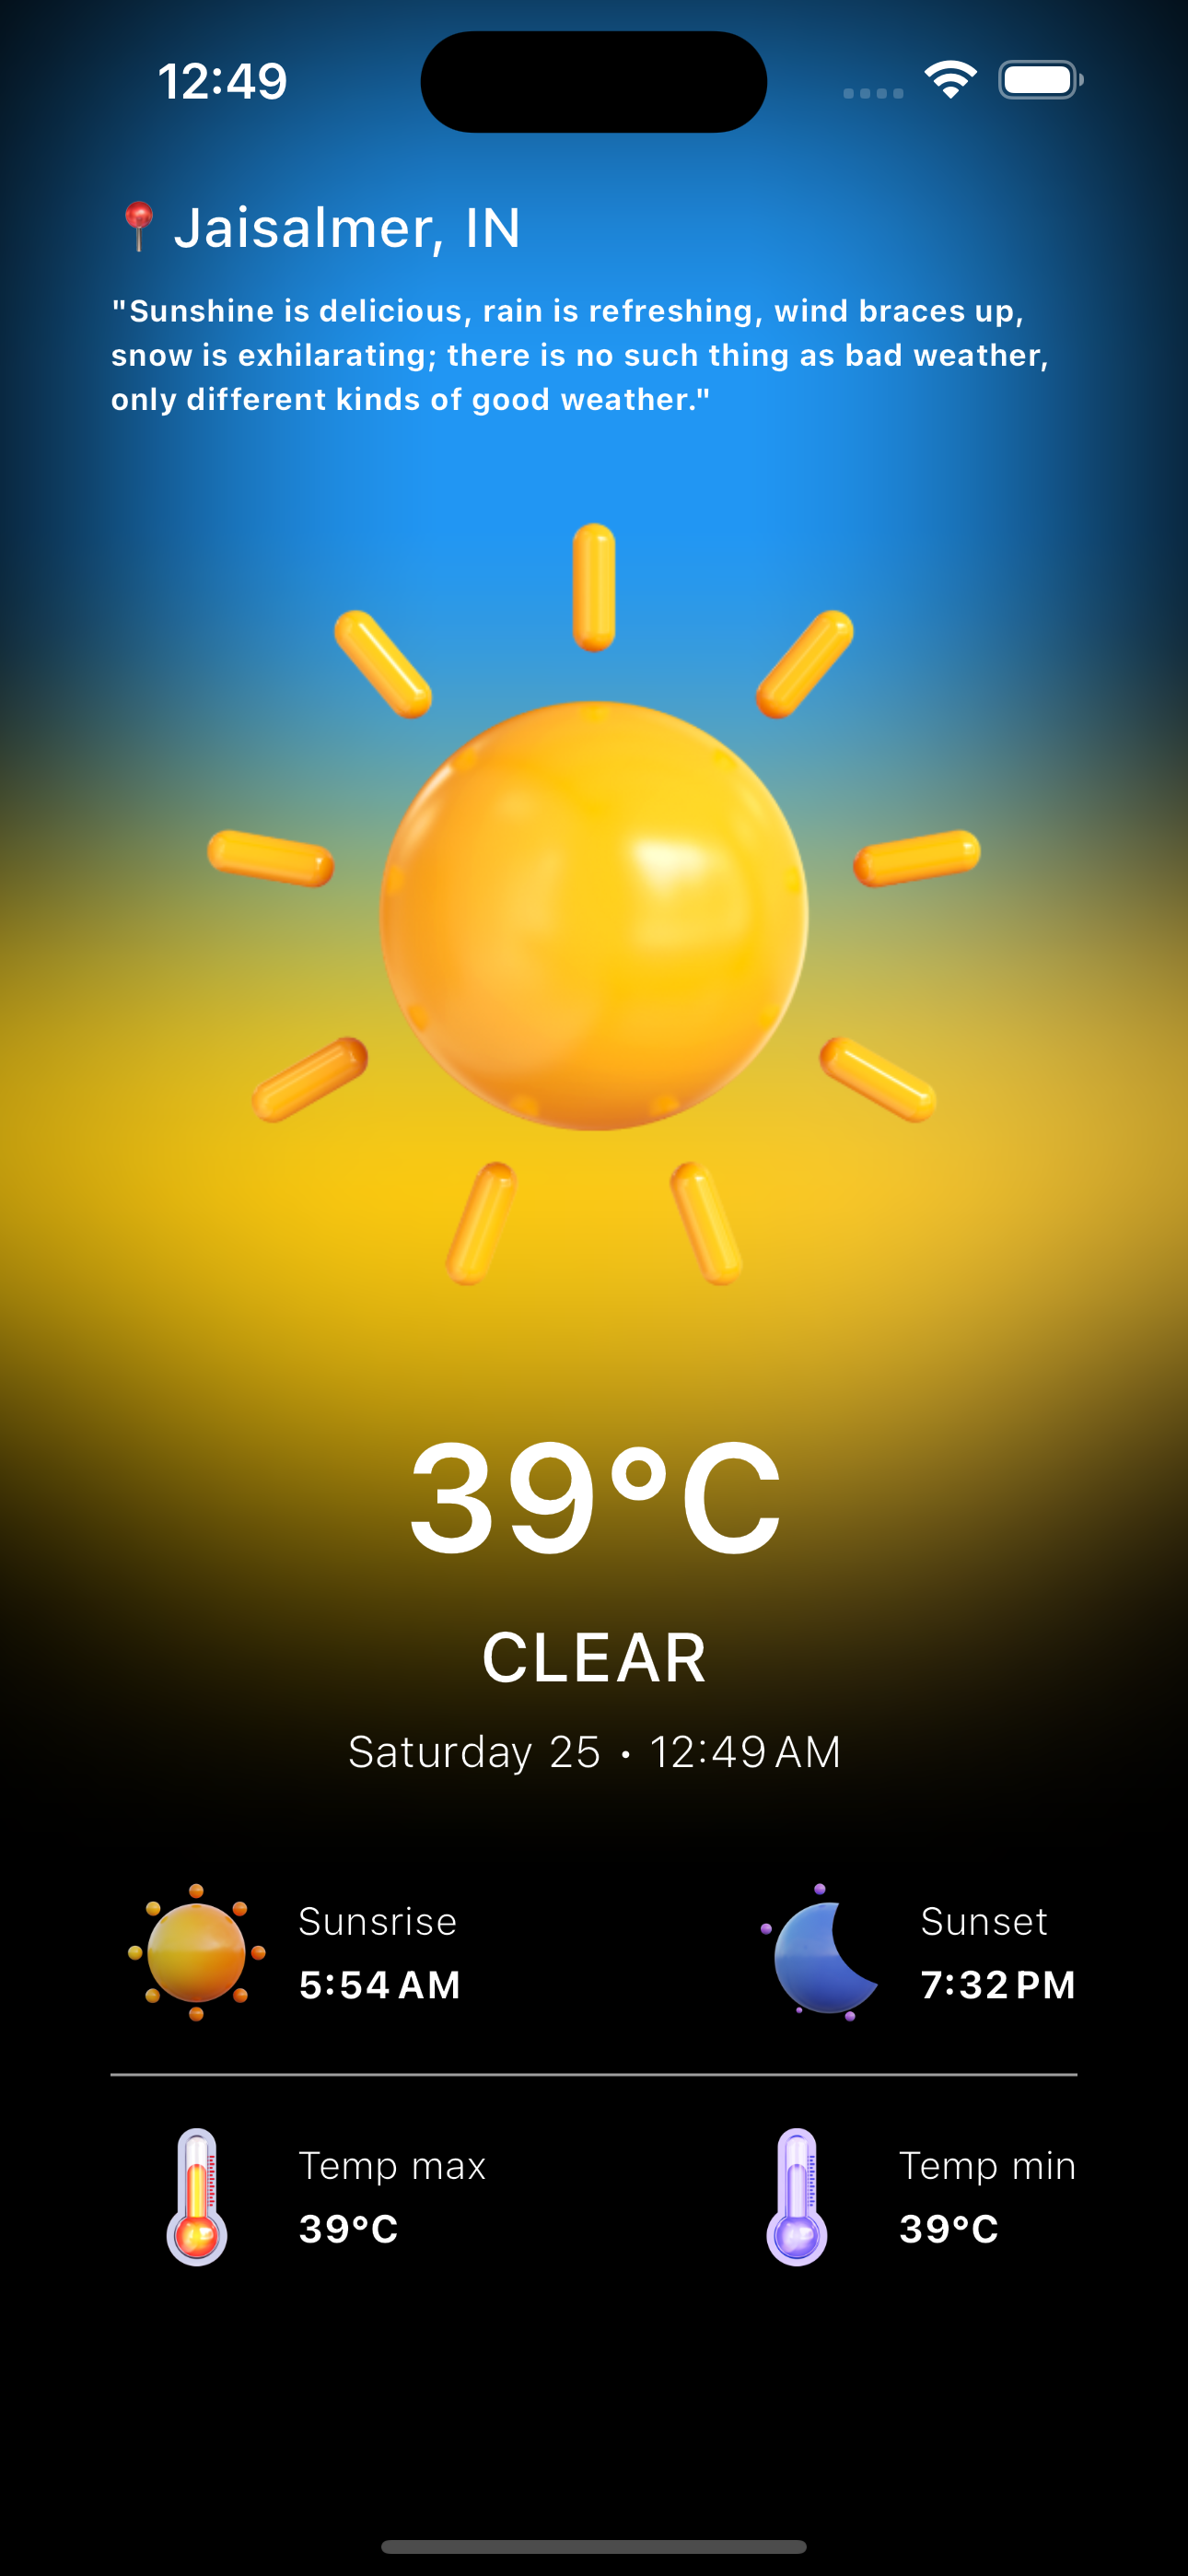 12:49
Jaisalmer, IN
"Sunshine is delicious, rain is refreshing, wind braces up,
snow is exhilarating; there is no such thing as bad weather,
only different kinds of good weather."
39°C
CLEAR
Saturday 25 • 12:49 AM
Sunsrise
5:54 AM
Sunset
7:32 PM
Temp max
39°C
Temp min
39°C